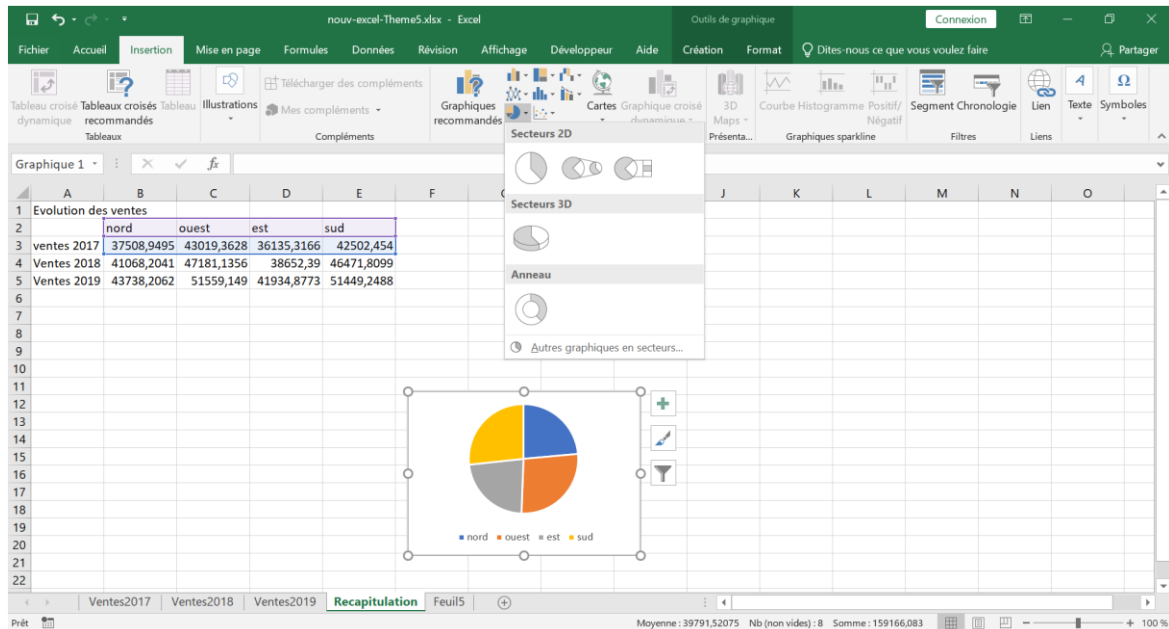 nouv-excel-Theme5.xlsx - Excel
Outils de graphique
Connexion
Fichier Accueil Insertion Mise en page Formules Données Révision Affichage Développeur Aide Création Format Dites-nous ce que vous voulez faire Partager
Tableau croisé dynamique
Tableaux croisés recommandés
Tableau
Tableaux
Illustrations
Télécharger des compléments
Mes compléments
Compléments
Graphiques recommandés
Cartes
Graphique croisé dynamique
3D Maps
Présenta...
Courbe Histogramme Positif/ Négatif
Graphiques sparkline
Segment Chronologie
Filtres
Lien
Liens
Texte
Symboles
Secteurs 2D
Secteurs 3D
Anneau
Autres graphiques en secteurs...
Graphique 1 fx
A B C D E F G J K L M N O
1 Evolution des ventes
2 nord ouest est sud
3 ventes 2017 37508,9495 43019,3628 36135,3166 42502,454
4 Ventes 2018 41068,2041 47181,1356 38652,39 46471,8099
5 Ventes 2019 43738,2062 51559,149 41934,8773 51449,2488
6
7
8
9
10
11
12
13
14
15
16
17
18
19
20
21
22
nord ouest est sud
Ventes2017 Ventes2018 Ventes2019 Recapitulation Feuil5
Prêt Moyenne : 39791,52075 Nb (non vides) : 8 Somme : 159166,083 100 %